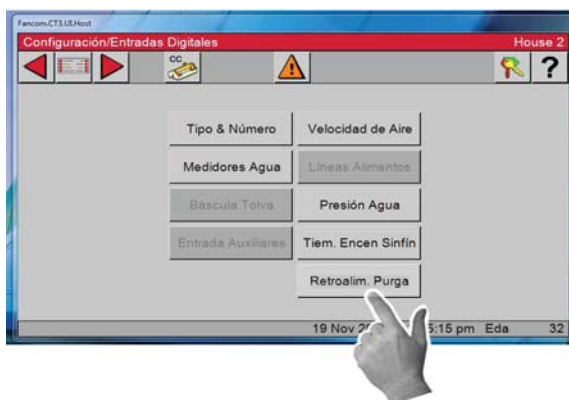 Fancom.CT3.UI.Host
Configuración/Entradas Digitales House 2
CC ?
Tipo & Número Velocidad de Aire
Medidores Agua Líneas Alimentos
Báscula Tolva Presión Agua
Entrada Auxiliares Tiem. Encen Sinfín
Retroalim. Purga
19 Nov 5:15 pm Eda 32